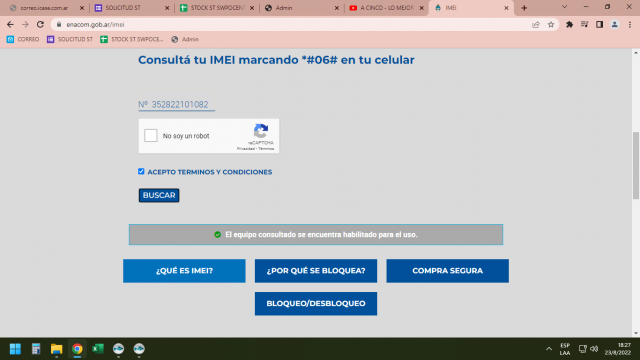 correo.icase.com.ar
SOLICITUD ST
STOCK ST SWPOCENT
Admin
A CINCO - LO MEJOR
IMEI
enacom.gob.ar/imei
CORREO
SOLICITUD ST
STOCK ST SWPOCE...
Admin
Consultá tu IMEI marcando *#06# en tu celular
Nº 352822101082
No soy un robot
reCAPTCHA
Privacidad - Términos
ACEPTO TERMINOS Y CONDICIONES
BUSCAR
El equipo consultado se encuentra habilitado para el uso.
¿QUÉ ES IMEI?
¿POR QUÉ SE BLOQUEA?
COMPRA SEGURA
BLOQUEO/DESBLOQUEO
ESP
LAA
18:27
23/8/2022